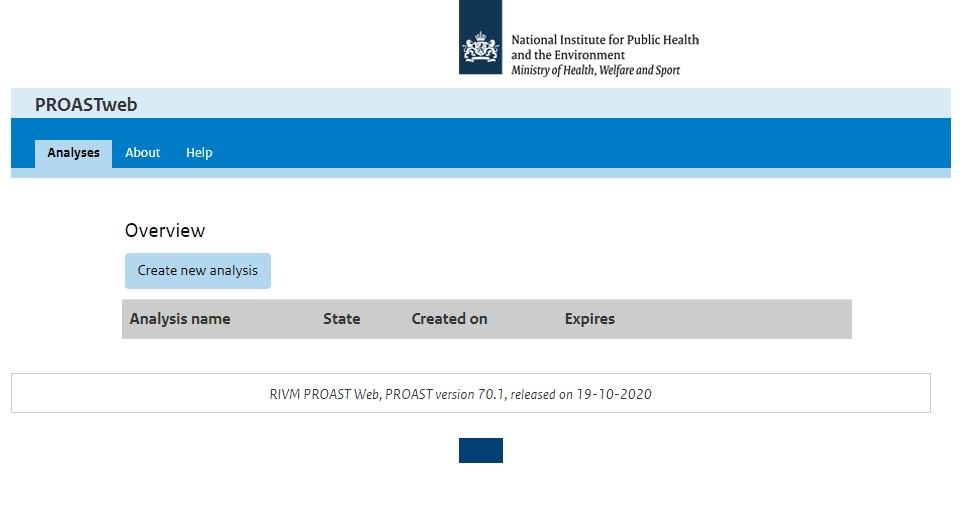 National Institute for Public Health
and the Environment
Ministry of Health, Welfare and Sport
PROASTweb
Analyses About Help
Overview
Create new analysis
Analysis name State Created on Expires
RIVM PROAST Web, PROAST version 70.1, released on 19-10-2020